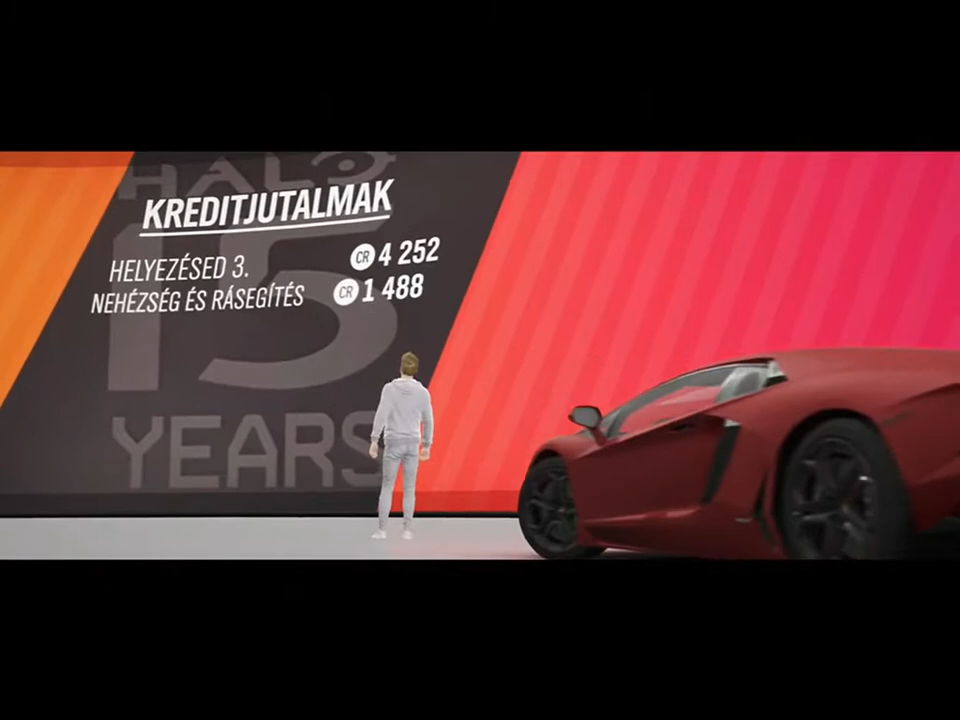 HALO
KREDITJUTALMAK
15
HELYEZÉSED 3. CR 4 252
NEHÉZSÉG ÉS RÁSEGÍTÉS CR 1 488
YEARS